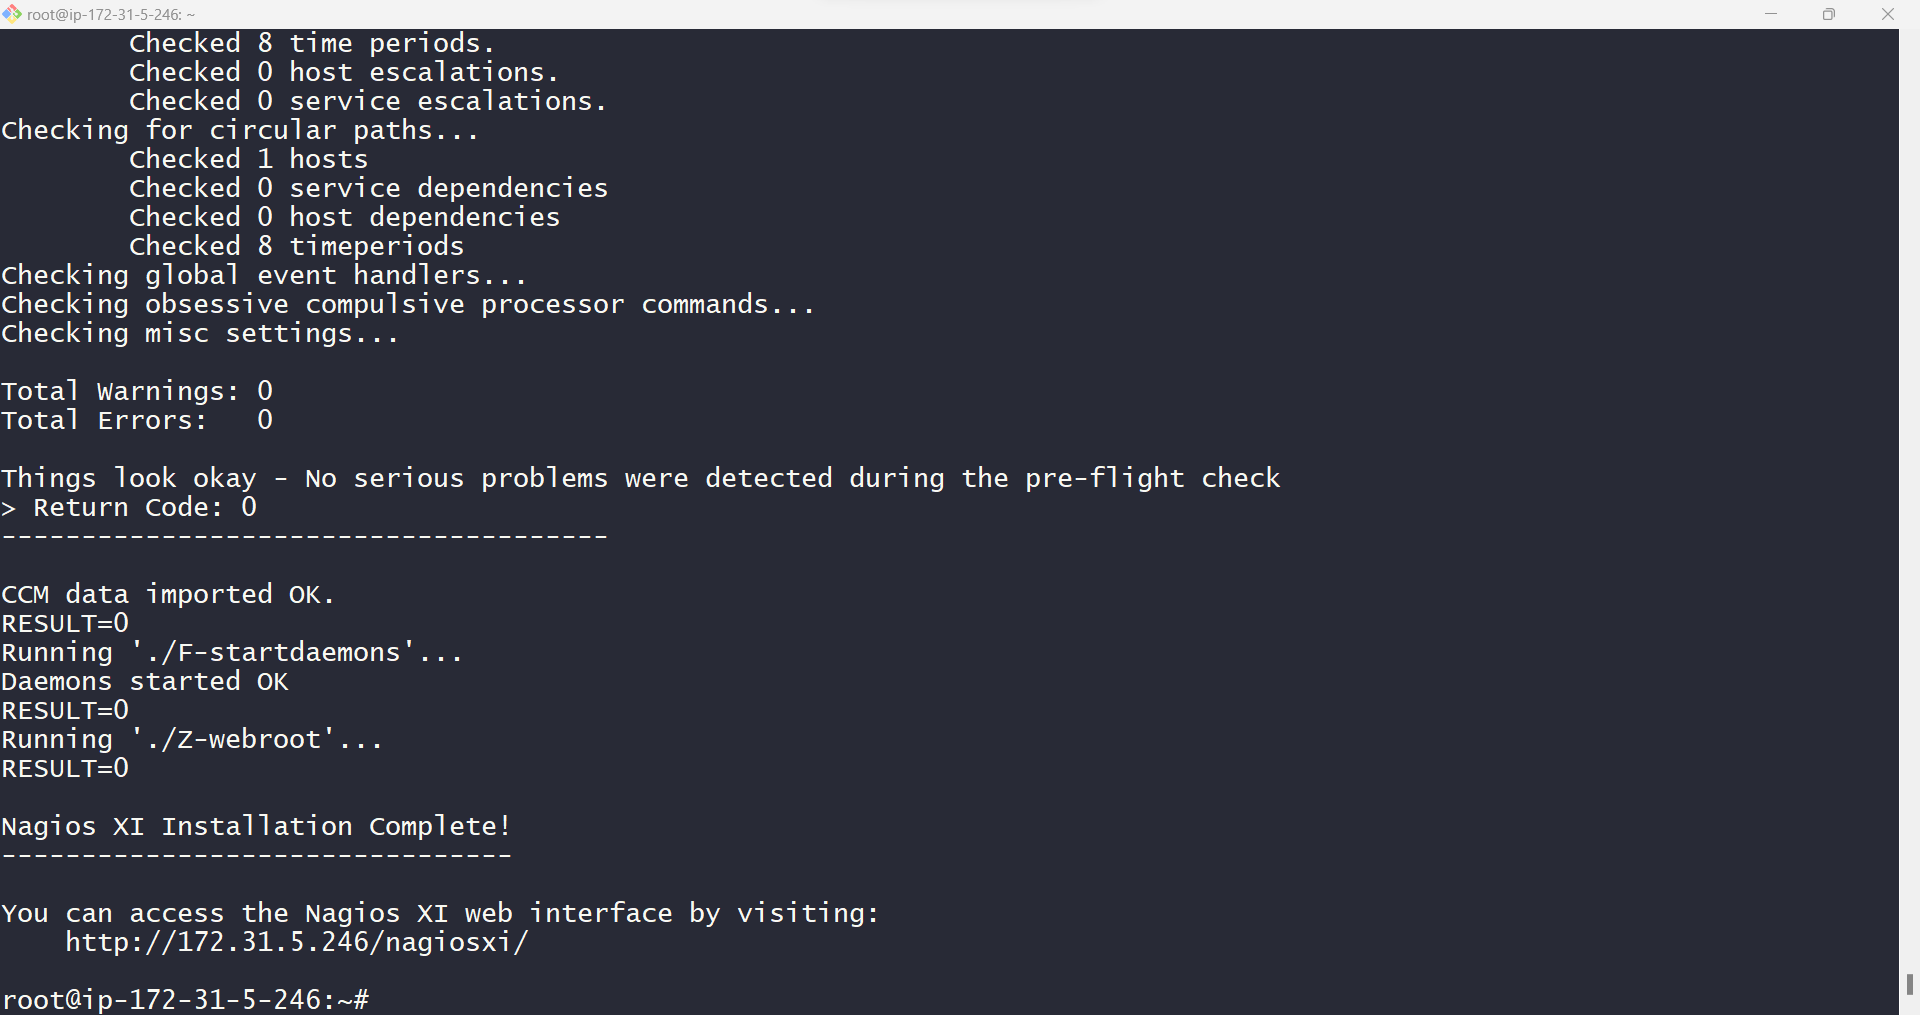 root@ip-172-31-5-246: ~
Checked 8 time periods.
Checked 0 host escalations.
Checked 0 service escalations.
Checking for circular paths...
Checked 1 hosts
Checked 0 service dependencies
Checked 0 host dependencies
Checked 8 timeperiods
Checking global event handlers...
Checking obsessive compulsive processor commands...
Checking misc settings...
Total Warnings: 0
Total Errors:   0
Things look okay - No serious problems were detected during the pre-flight check
> Return Code: 0
--------------------------------------
CCM data imported OK.
RESULT=0
Running './F-startdaemons'...
Daemons started OK
RESULT=0
Running './Z-webroot'...
RESULT=0
Nagios XI Installation Complete!
--------------------------------
You can access the Nagios XI web interface by visiting:
http://172.31.5.246/nagiosxi/
root@ip-172-31-5-246:~#